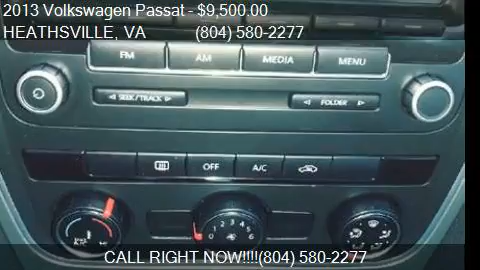 2013 Volkswagen Passat - $9,500.00
HEATHSVILLE, VA (804) 580-2277
FM AM MEDIA MENU
SEEK/TRACK FOLDER
OFF A/C
CALL RIGHT NOW!!!!(804) 580-2277